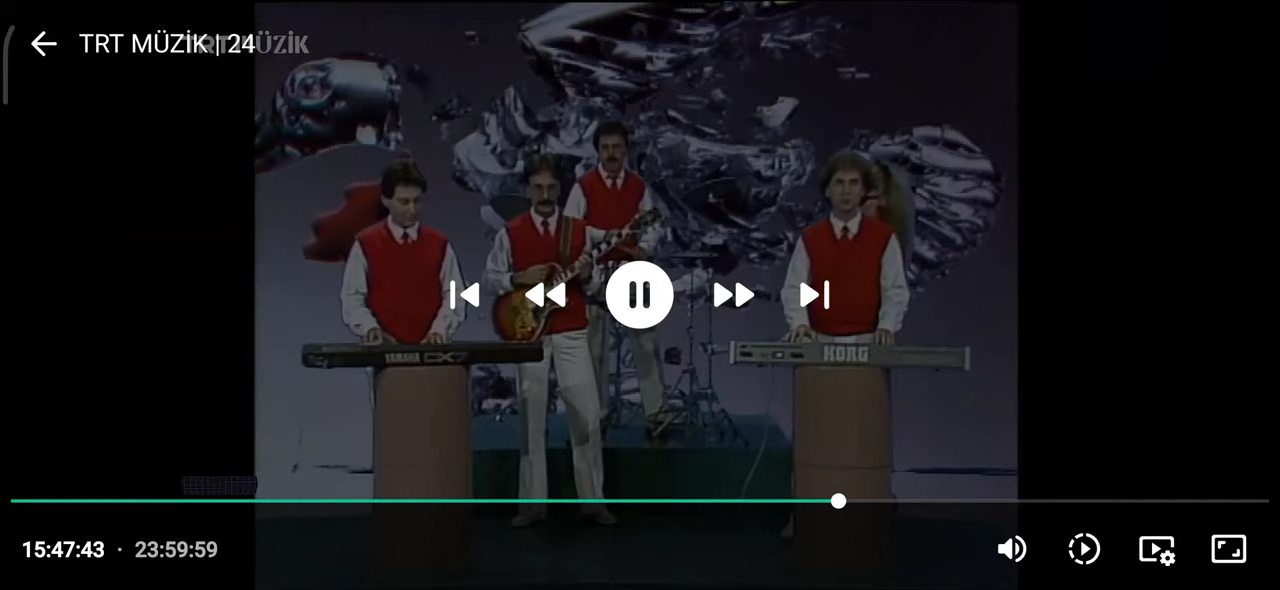 TRT MÜZİK | 24
TRT MÜZİK
YAMAHA DX7
KORG
15:47:43 · 23:59:59